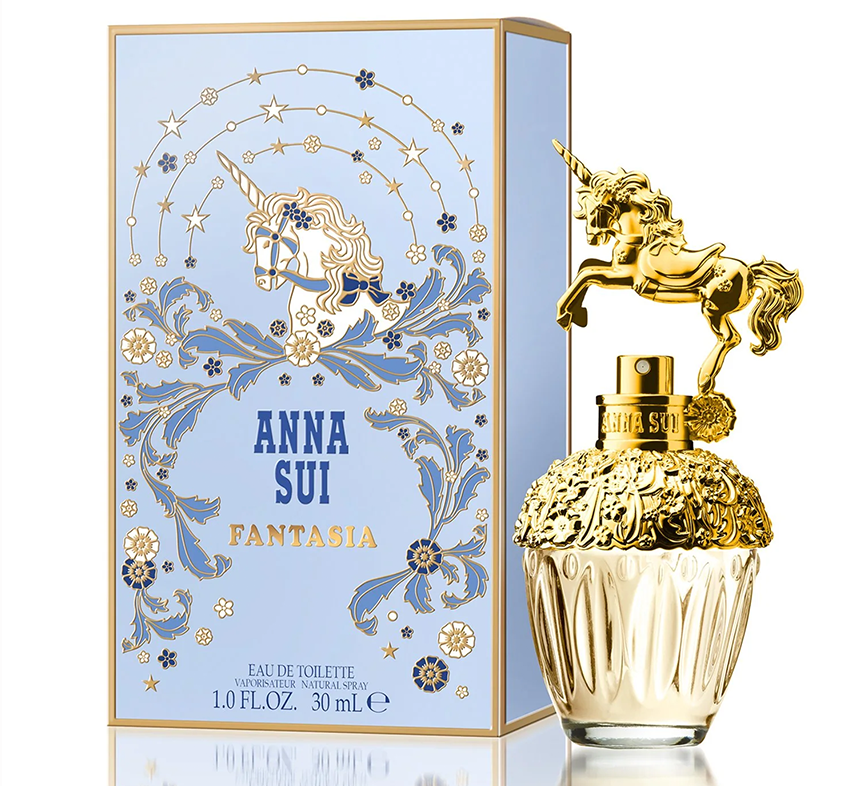 ANNA
SUI
FANTASIA
EAU DE TOILETTE
VAPORISATEUR NATURAL SPRAY
1.0 FL.OZ. 30 mL ℮
ANNA SUI